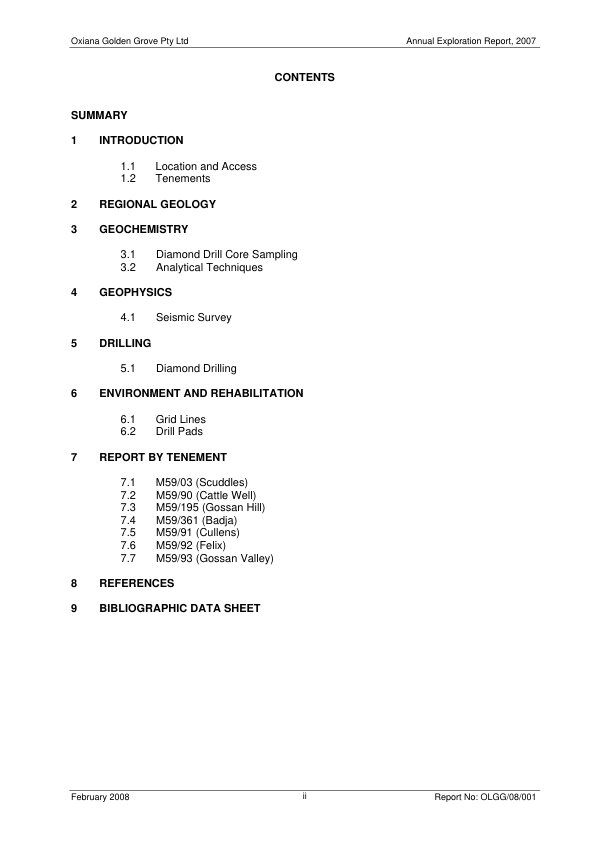 Oxiana Golden Grove Pty Ltd Annual Exploration Report, 2007
CONTENTS
SUMMARY
1 INTRODUCTION
1.1 Location and Access
1.2 Tenements
2 REGIONAL GEOLOGY
3 GEOCHEMISTRY
3.1 Diamond Drill Core Sampling
3.2 Analytical Techniques
4 GEOPHYSICS
4.1 Seismic Survey
5 DRILLING
5.1 Diamond Drilling
6 ENVIRONMENT AND REHABILITATION
6.1 Grid Lines
6.2 Drill Pads
7 REPORT BY TENEMENT
7.1 M59/03 (Scuddles)
7.2 M59/90 (Cattle Well)
7.3 M59/195 (Gossan Hill)
7.4 M59/361 (Badja)
7.5 M59/91 (Cullens)
7.6 M59/92 (Felix)
7.7 M59/93 (Gossan Valley)
8 REFERENCES
9 BIBLIOGRAPHIC DATA SHEET
February 2008 ii Report No: OLGG/08/001